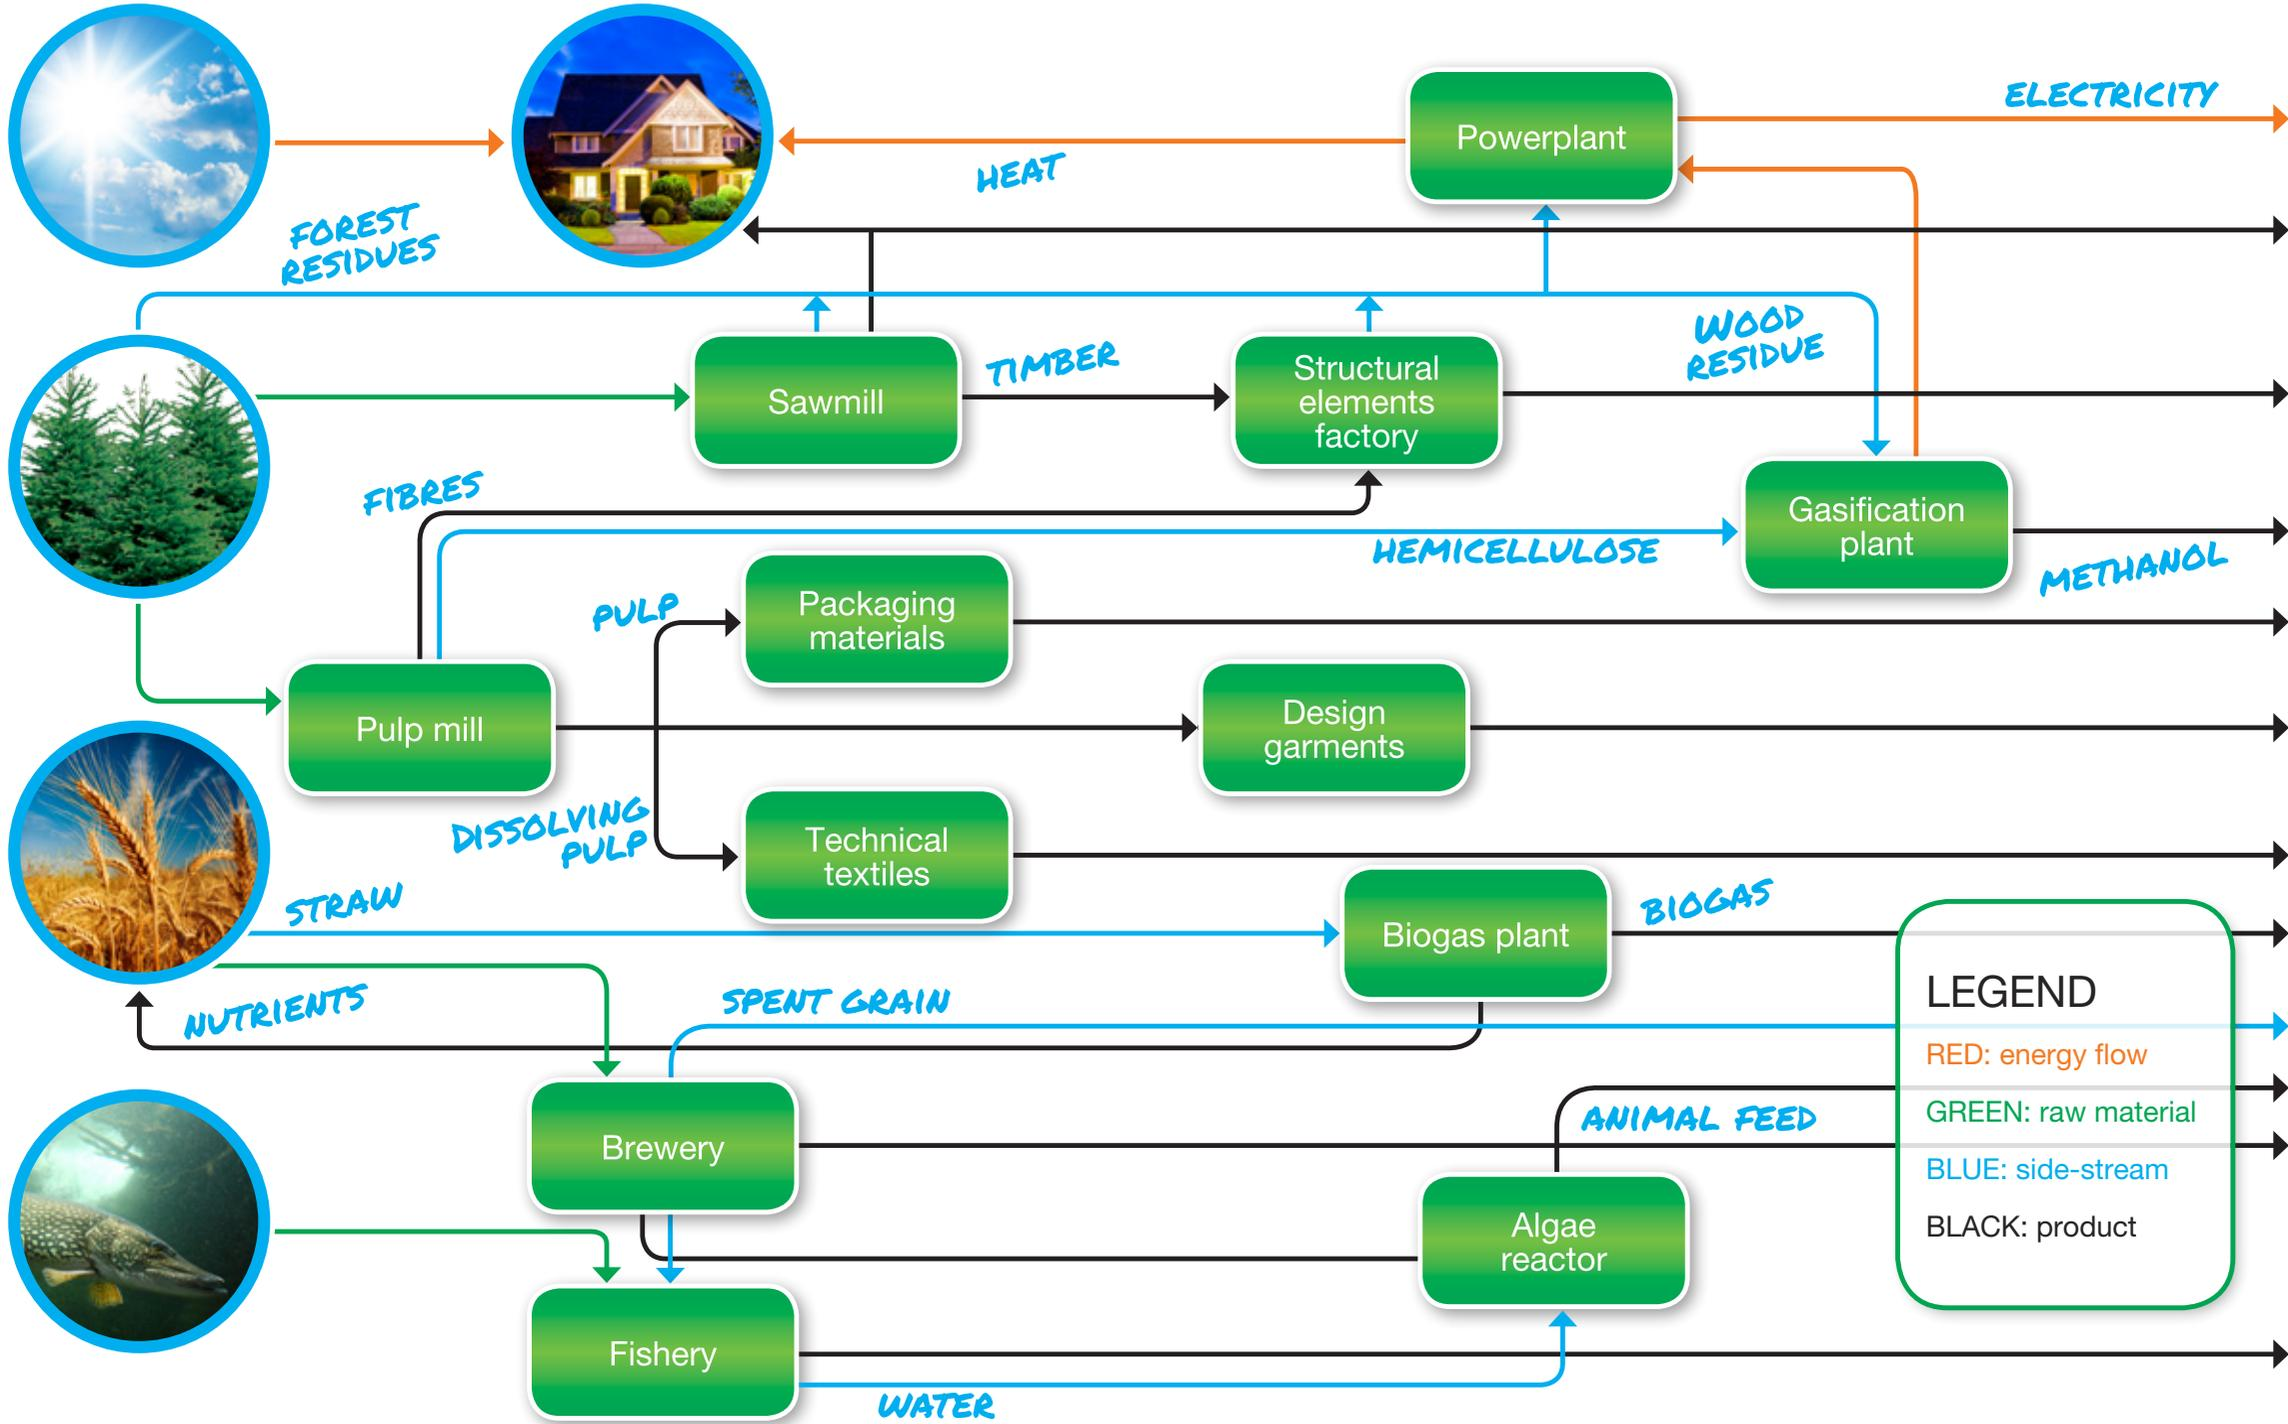 ELECTRICITY
Powerplant
HEAT
FOREST
RESIDUES
WOOD
RESIDUE
TIMBER
Sawmill
Structural
elements
factory
FIBRES
Gasification
plant
HEMICELLULOSE
METHANOL
PULP
Packaging
materials
Pulp mill
Design
garments
DISSOLVING
PULP
Technical
textiles
STRAW
Biogas plant
BIOGAS
NUTRIENTS
SPENT GRAIN
Brewery
ANIMAL FEED
Algae
reactor
Fishery
WATER
LEGEND
RED: energy flow
GREEN: raw material
BLUE: side-stream
BLACK: product